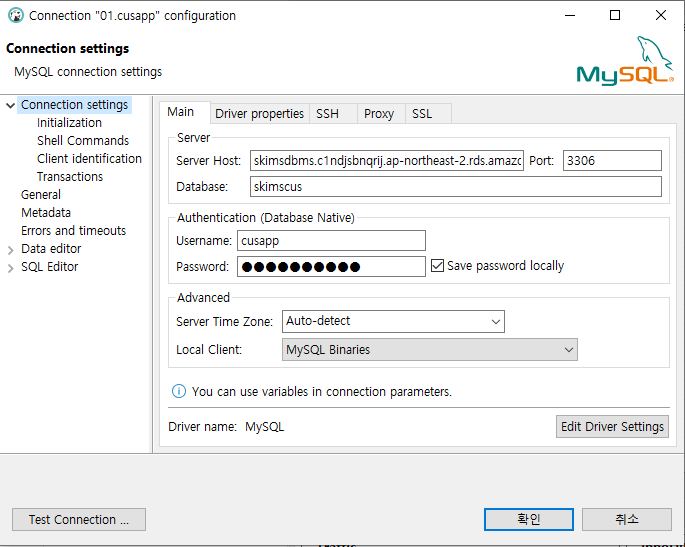 Connection "01.cusapp" configuration
Connection settings
MySQL connection settings
MySQL
Connection settings
Initialization
Shell Commands
Client identification
Transactions
General
Metadata
Errors and timeouts
Data editor
SQL Editor
Main Driver properties SSH Proxy SSL
Server
Server Host: skimsdbms.c1ndjsbnqrij.ap-northeast-2.rds.amazo Port: 3306
Database: skimscus
Authentication (Database Native)
Username: cusapp
Password: ●●●●●●●●●● Save password locally
Advanced
Server Time Zone: Auto-detect
Local Client: MySQL Binaries
You can use variables in connection parameters.
Driver name: MySQL Edit Driver Settings
Test Connection ... 확인 취소